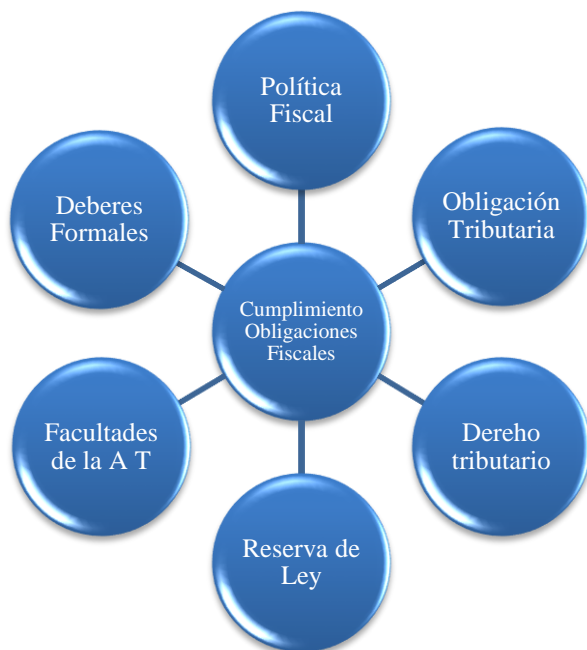 Política
Fiscal
Obligación
Tributaria
Dereho
tributario
Reserva de
Ley
Facultades
de la A T
Deberes
Formales
Cumplimiento
Obligaciones
Fiscales